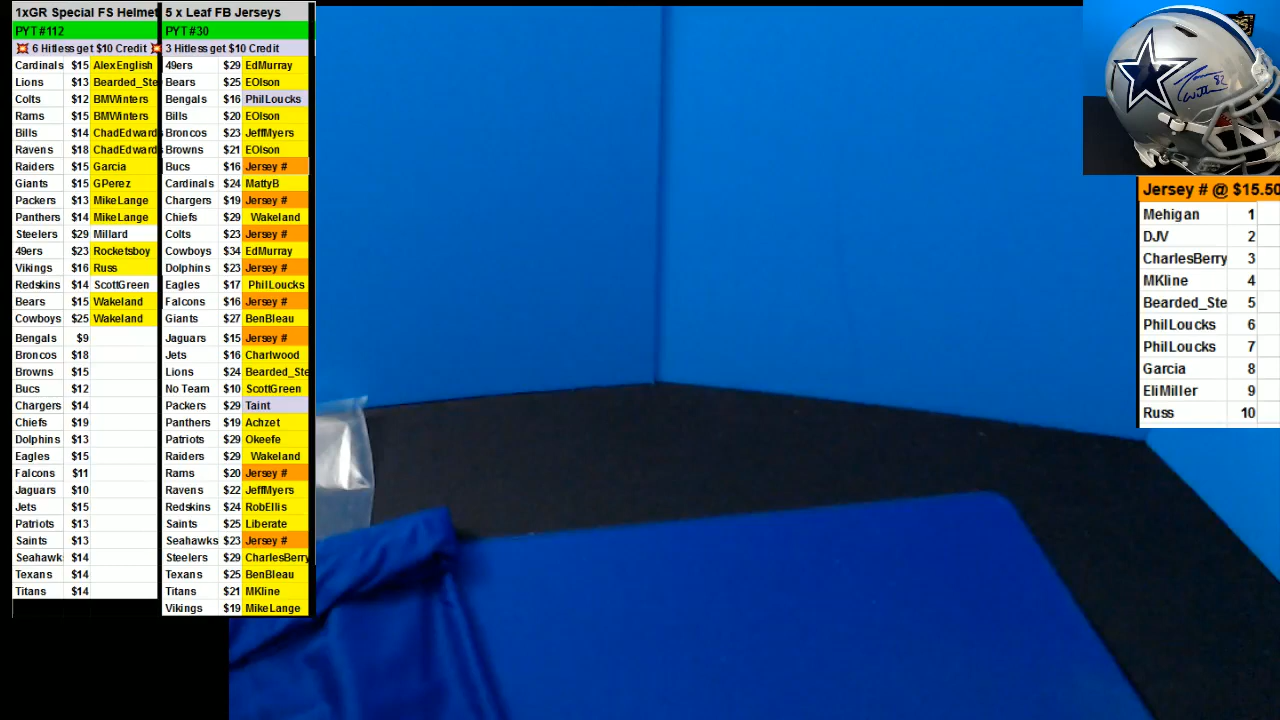 1xGR Special FS Helmet
PYT #112
💥 6 Hitless get $10 Credit 💥
Cardinals $15 AlexEnglish
Lions $13 Bearded_Ste
Colts $12 BMWinters
Rams $15 BMWinters
Bills $14 ChadEdwards
Ravens $18 ChadEdwards
Raiders $15 Garcia
Giants $15 GPerez
Packers $13 MikeLange
Panthers $14 MikeLange
Steelers $29 Millard
49ers $23 Rocketsboy
Vikings $16 Russ
Redskins $14 ScottGreen
Bears $15 Wakeland
Cowboys $25 Wakeland
Bengals $9
Broncos $18
Browns $15
Bucs $12
Chargers $14
Chiefs $19
Dolphins $13
Eagles $15
Falcons $11
Jaguars $10
Jets $15
Patriots $13
Saints $13
Seahawk $14
Texans $14
Titans $14
5 x Leaf FB Jerseys
PYT #30
3 Hitless get $10 Credit
49ers $29 EdMurray
Bears $25 EOlson
Bengals $16 PhilLoucks
Bills $20 EOlson
Broncos $23 JeffMyers
Browns $21 EOlson
Bucs $16 Jersey #
Cardinals $24 MattyB
Chargers $19 Jersey #
Chiefs $29 Wakeland
Colts $23 Jersey #
Cowboys $34 EdMurray
Dolphins $23 Jersey #
Eagles $17 PhilLoucks
Falcons $16 Jersey #
Giants $27 BenBleau
Jaguars $15 Jersey #
Jets $16 Charlwood
Lions $24 Bearded_Ste
No Team $10 ScottGreen
Packers $29 Taint
Panthers $19 Achzet
Patriots $29 Okeefe
Raiders $29 Wakeland
Rams $20 Jersey #
Ravens $22 JeffMyers
Redskins $24 RobEllis
Saints $25 Liberate
Seahawks $23 Jersey #
Steelers $29 CharlesBerry
Texans $25 BenBleau
Titans $21 MKline
Vikings $19 MikeLange
Jersey # @ $15.50
Mehigan 1
DJV 2
CharlesBerry 3
MKline 4
Bearded_Ste 5
PhilLoucks 6
PhilLoucks 7
Garcia 8
EliMiller 9
Russ 10